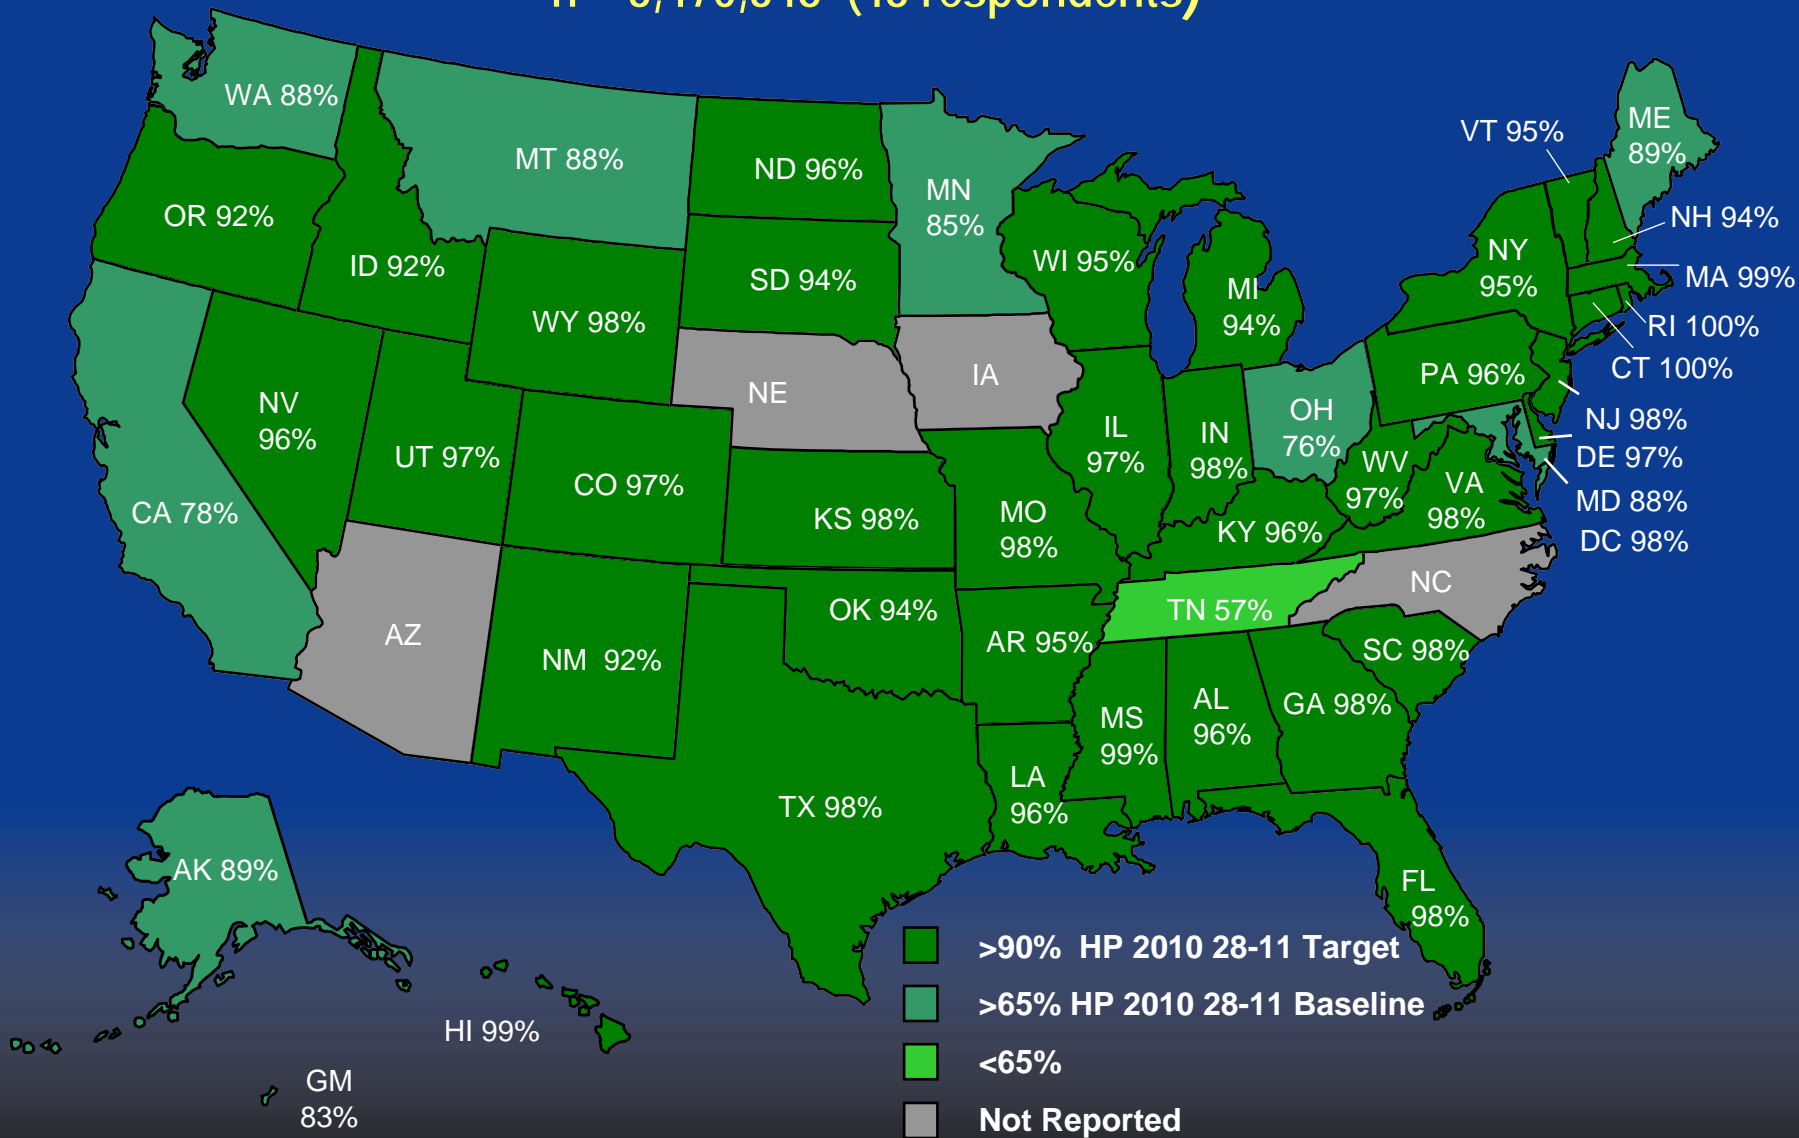 (48 respondents)
WA 88%
MT 88%
ND 96%
MN
85%
VT 95%
ME
89%
OR 92%
ID 92%
WY 98%
SD 94%
WI 95%
MI
94%
NY
95%
NH 94%
MA 99%
RI 100%
CT 100%
NV
96%
UT 97%
CO 97%
NE
IA
IL
97%
IN
98%
OH
76%
PA 96%
NJ 98%
DE 97%
MD 88%
DC 98%
CA 78%
KS 98%
MO
98%
KY 96%
WV
97%
VA
98%
AZ
NM 92%
OK 94%
AR 95%
TN 57%
NC
SC 98%
TX 98%
LA
96%
MS
99%
AL
96%
GA 98%
FL
98%
AK 89%
HI 99%
GM
83%
>90% HP 2010 28-11 Target
>65% HP 2010 28-11 Baseline
<65%
Not Reported